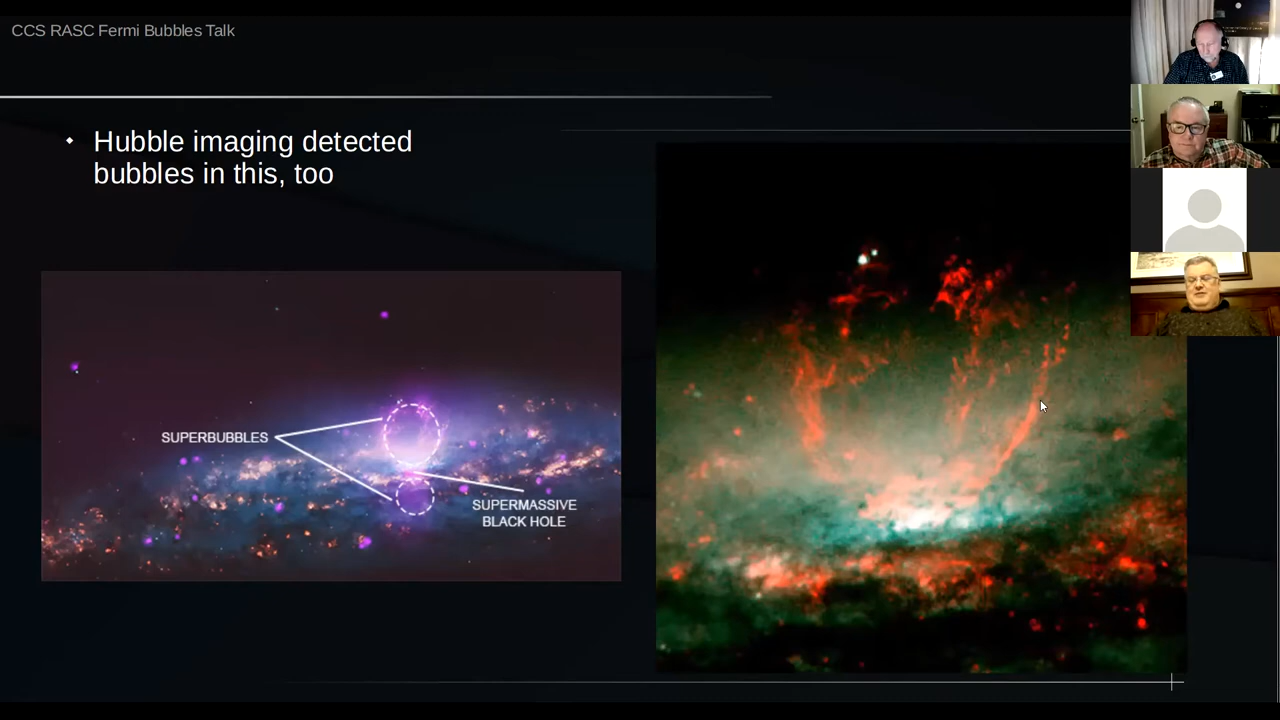 CCS RASC Fermi Bubbles Talk
Hubble imaging detected
bubbles in this, too
SUPERBUBBLES
SUPERMASSIVE
BLACK HOLE